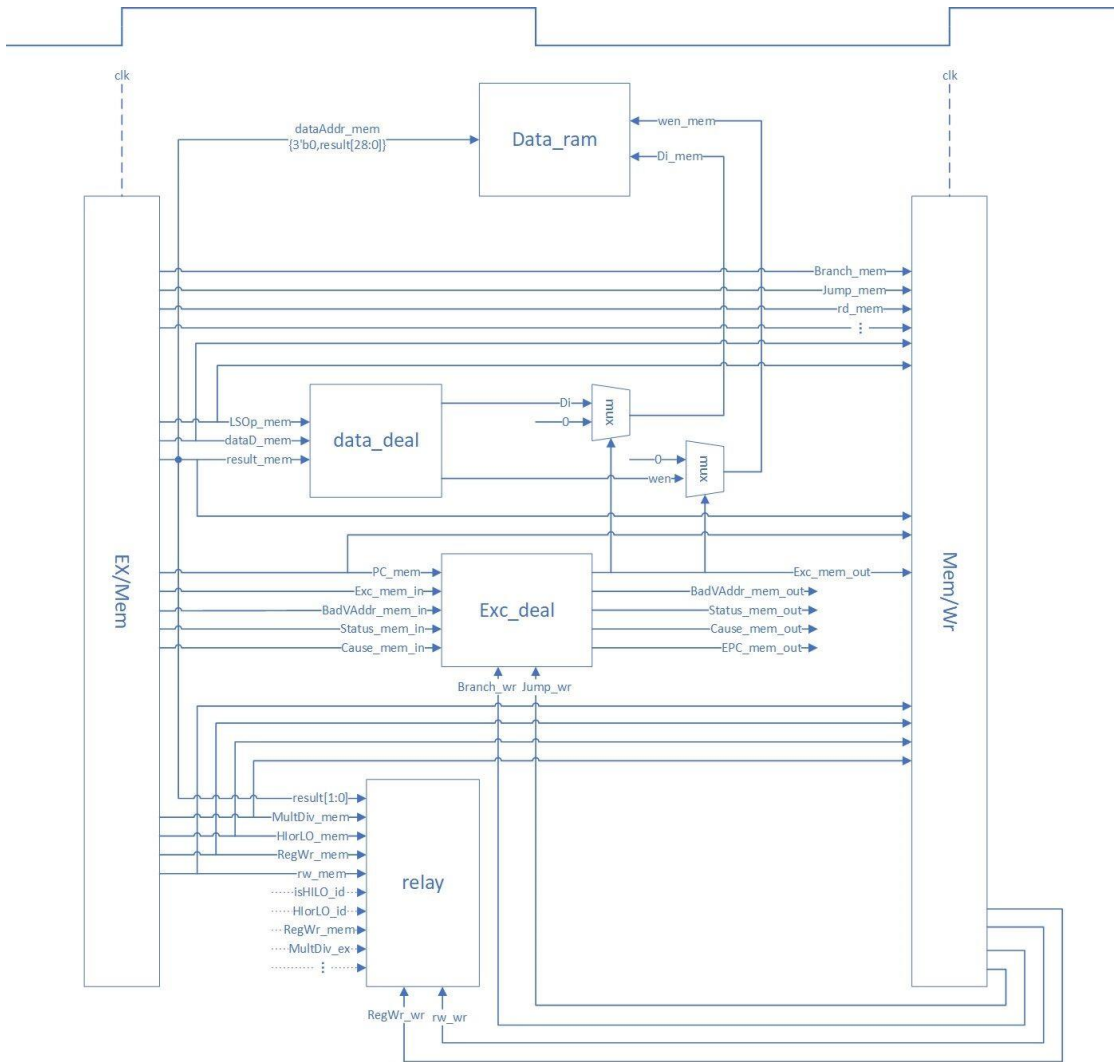 clk
clk
dataAddr_mem
{3'b0,result[28:0]}
Data_ram
wen_mem
Di_mem
Branch_mem
Jump_mem
rd_mem
⋮
LSOp_mem
dataD_mem
result_mem
data_deal
Di
0
mux
0
wen
mux
EX/Mem
Mem/Wr
PC_mem
Exc_mem_in
BadVAddr_mem_in
Status_mem_in
Cause_mem_in
Exc_deal
Exc_mem_out
BadVAddr_mem_out
Status_mem_out
Cause_mem_out
EPC_mem_out
Branch_wr
Jump_wr
result[1:0]
MultDiv_mem
HIorLO_mem
RegWr_mem
rw_mem
isHILO_id
HIorLO_id
RegWr_mem
MultDiv_ex
⋮
relay
RegWr_wr
rw_wr